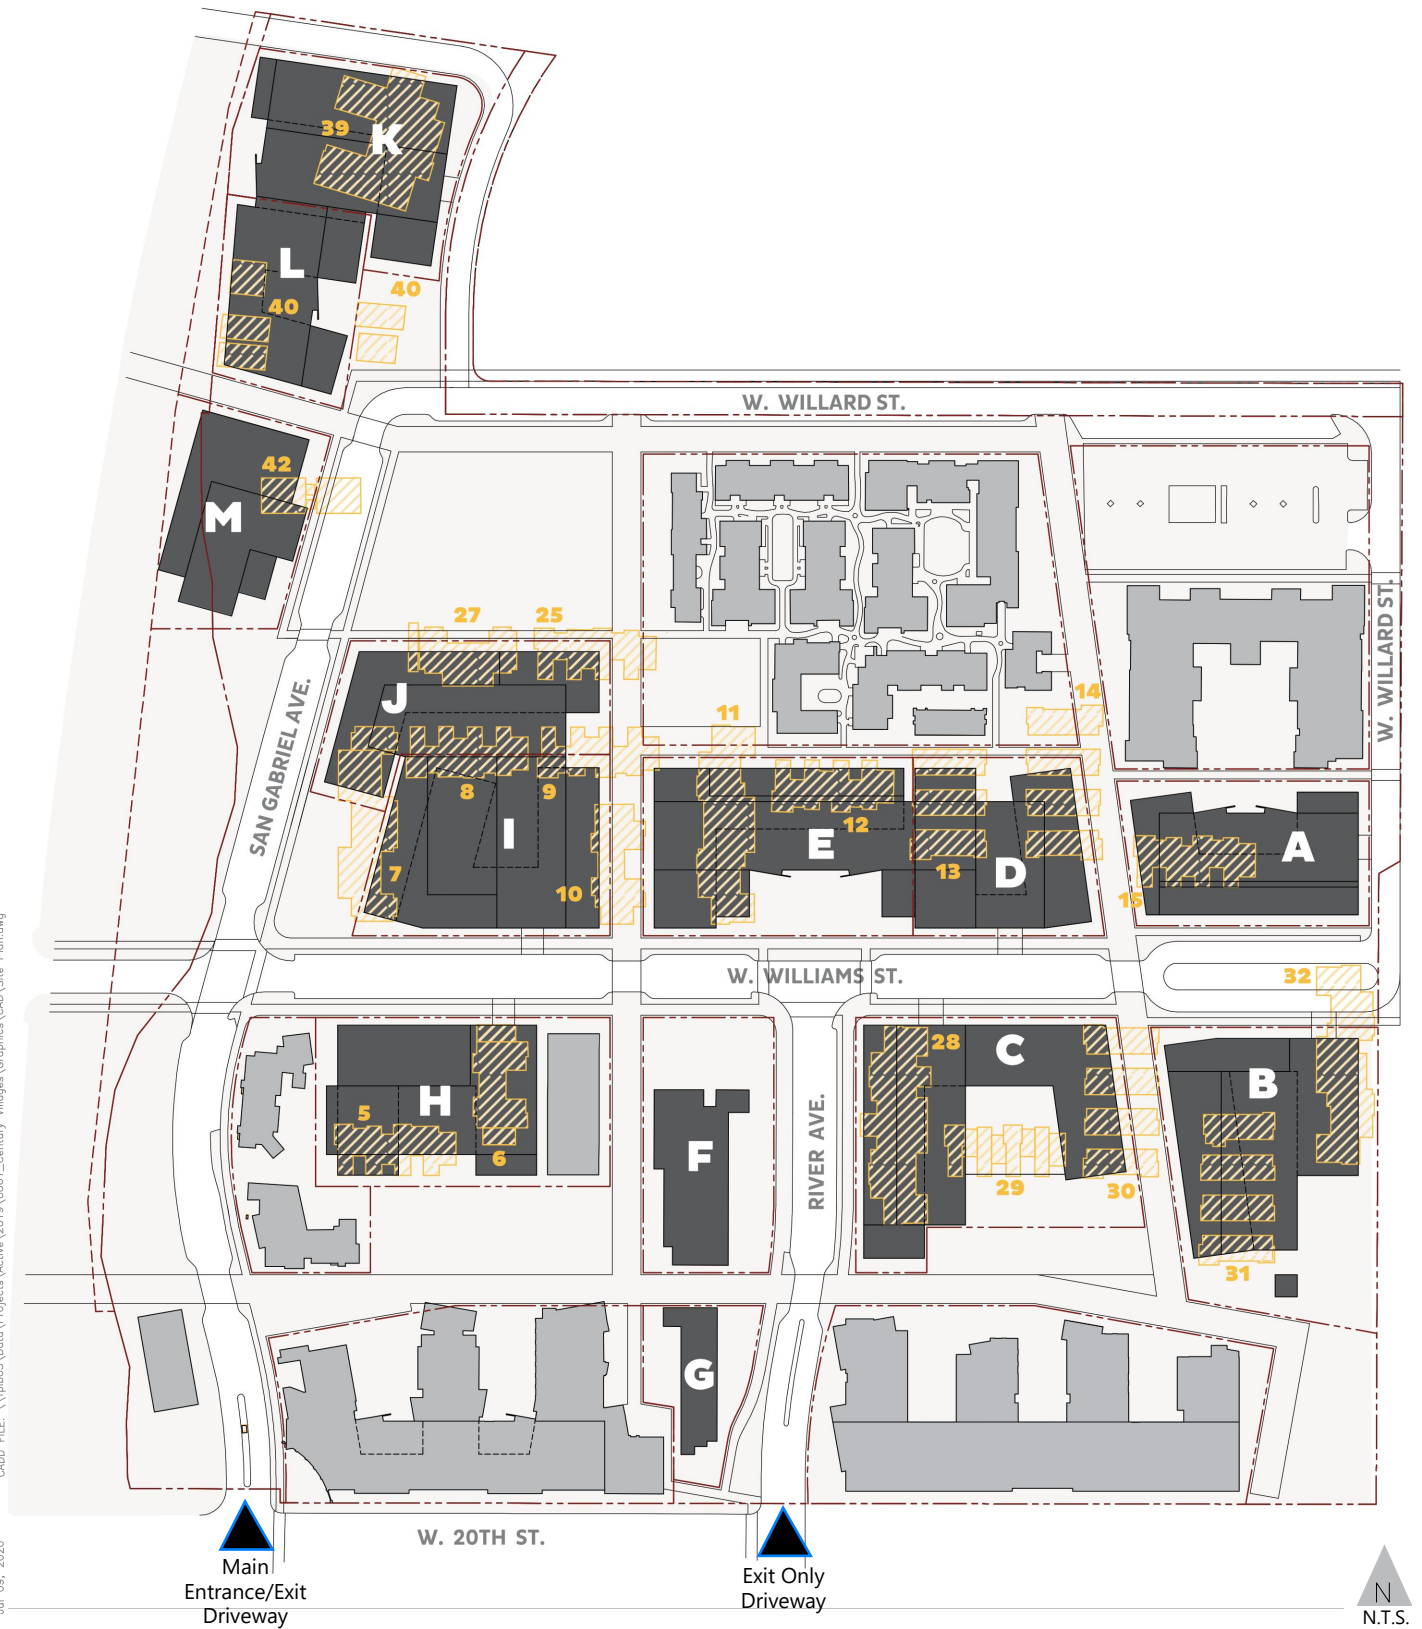 39
K
L
40
40
W. WILLARD ST.
42
M
27
25
W. WILLARD ST.
J
14
11
SAN GABRIEL AVE.
8
9
I
12
E
A
7
10
13
D
15
W. WILLIAMS ST.
32
28
C
B
H
5
6
F
RIVER AVE.
29
30
31
G
W. 20TH ST.
Main
Entrance/Exit
Driveway
Exit Only
Driveway
N
N.T.S.